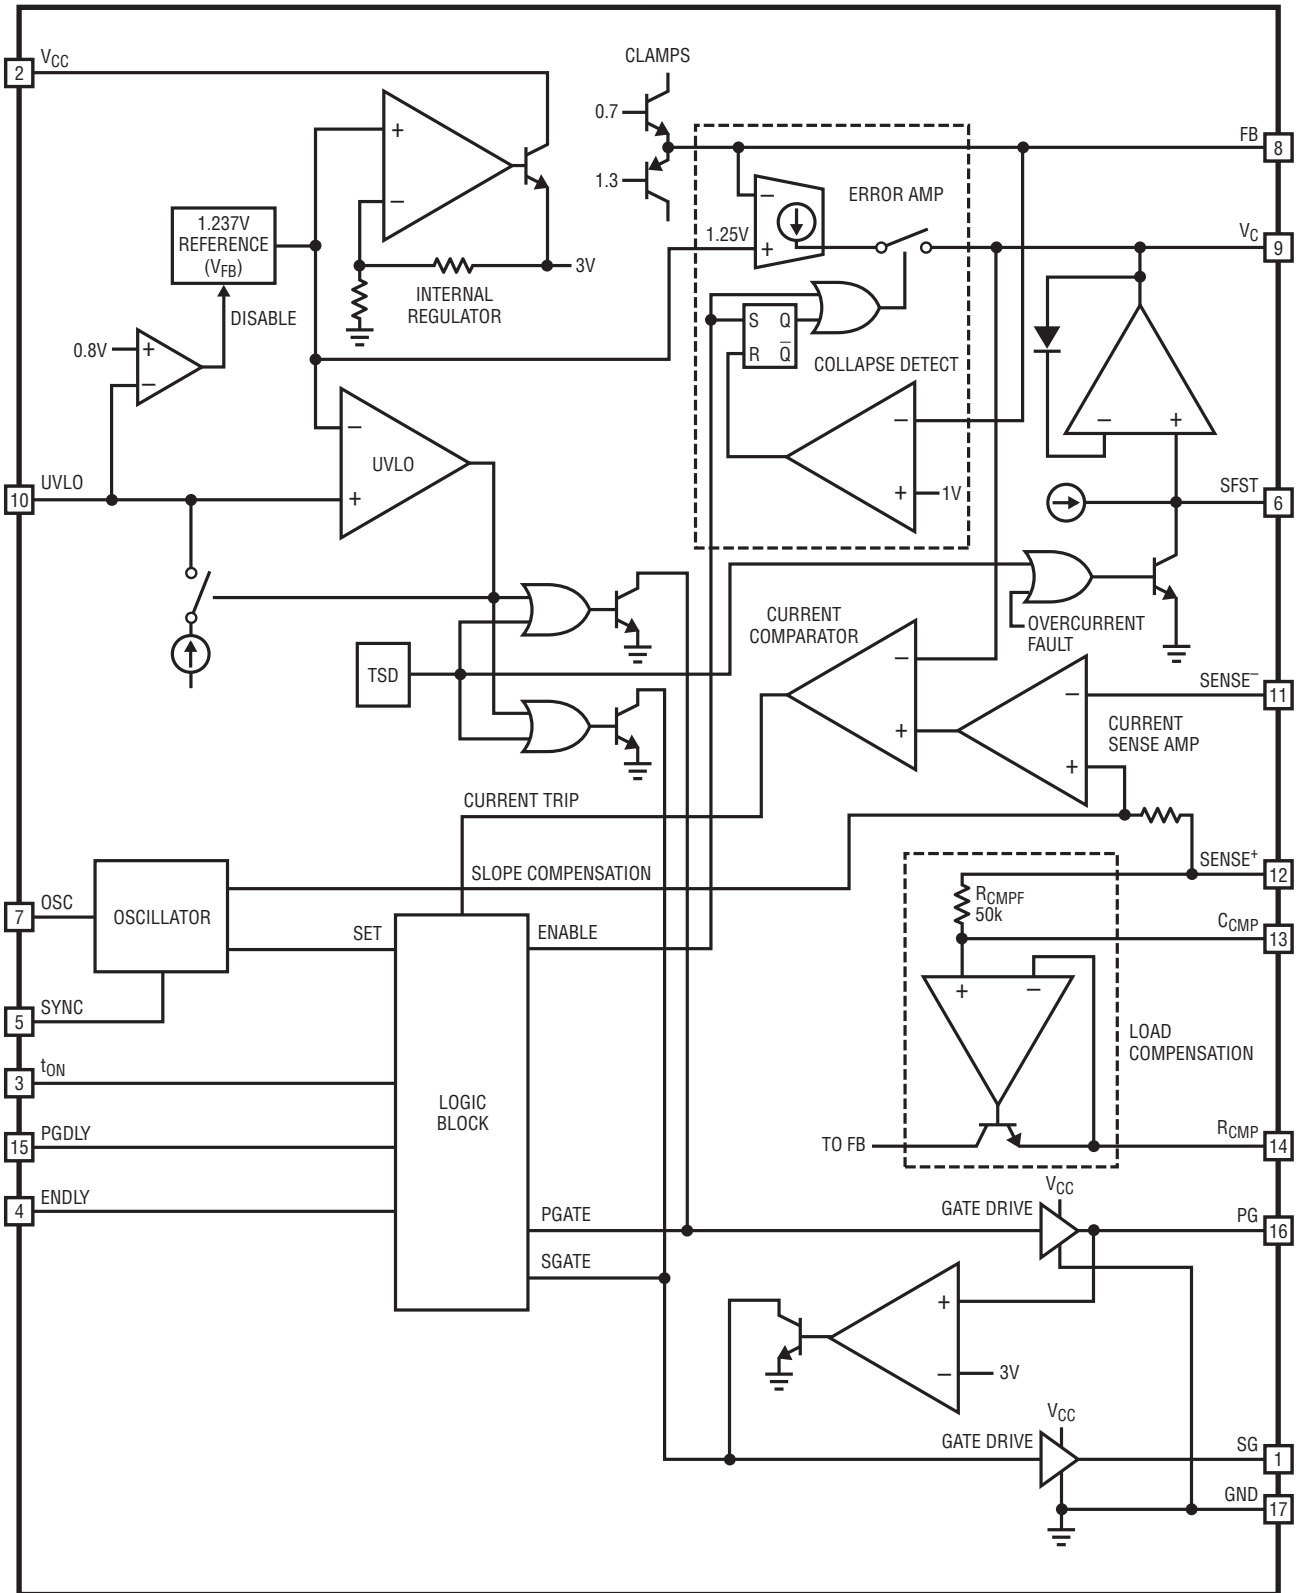 CLAMPS
2
VCC
0.7
+
FB
8
1.3
−
1.237V
REFERENCE
(VFB)
−
ERROR AMP
1.25V
+
VC
9
3V
INTERNAL
REGULATOR
DISABLE
0.8V
+
−
S Q
R Q̅
COLLAPSE DETECT
−
−
+
UVLO
1V
+
10
UVLO
+
−
SFST
6
CURRENT
COMPARATOR
OVERCURRENT
FAULT
−
TSD
SENSE−
11
−
+
CURRENT
SENSE AMP
+
CURRENT TRIP
SLOPE COMPENSATION
SENSE+
12
RCMPF
50k
7
OSC
OSCILLATOR
CCMP
13
SET
ENABLE
+
−
5
SYNC
LOAD
COMPENSATION
3
tON
LOGIC
BLOCK
15
PGDLY
TO FB
RCMP
14
4
ENDLY
VCC
PGATE
GATE DRIVE
PG
16
SGATE
+
−
3V
VCC
GATE DRIVE
SG
1
GND
17